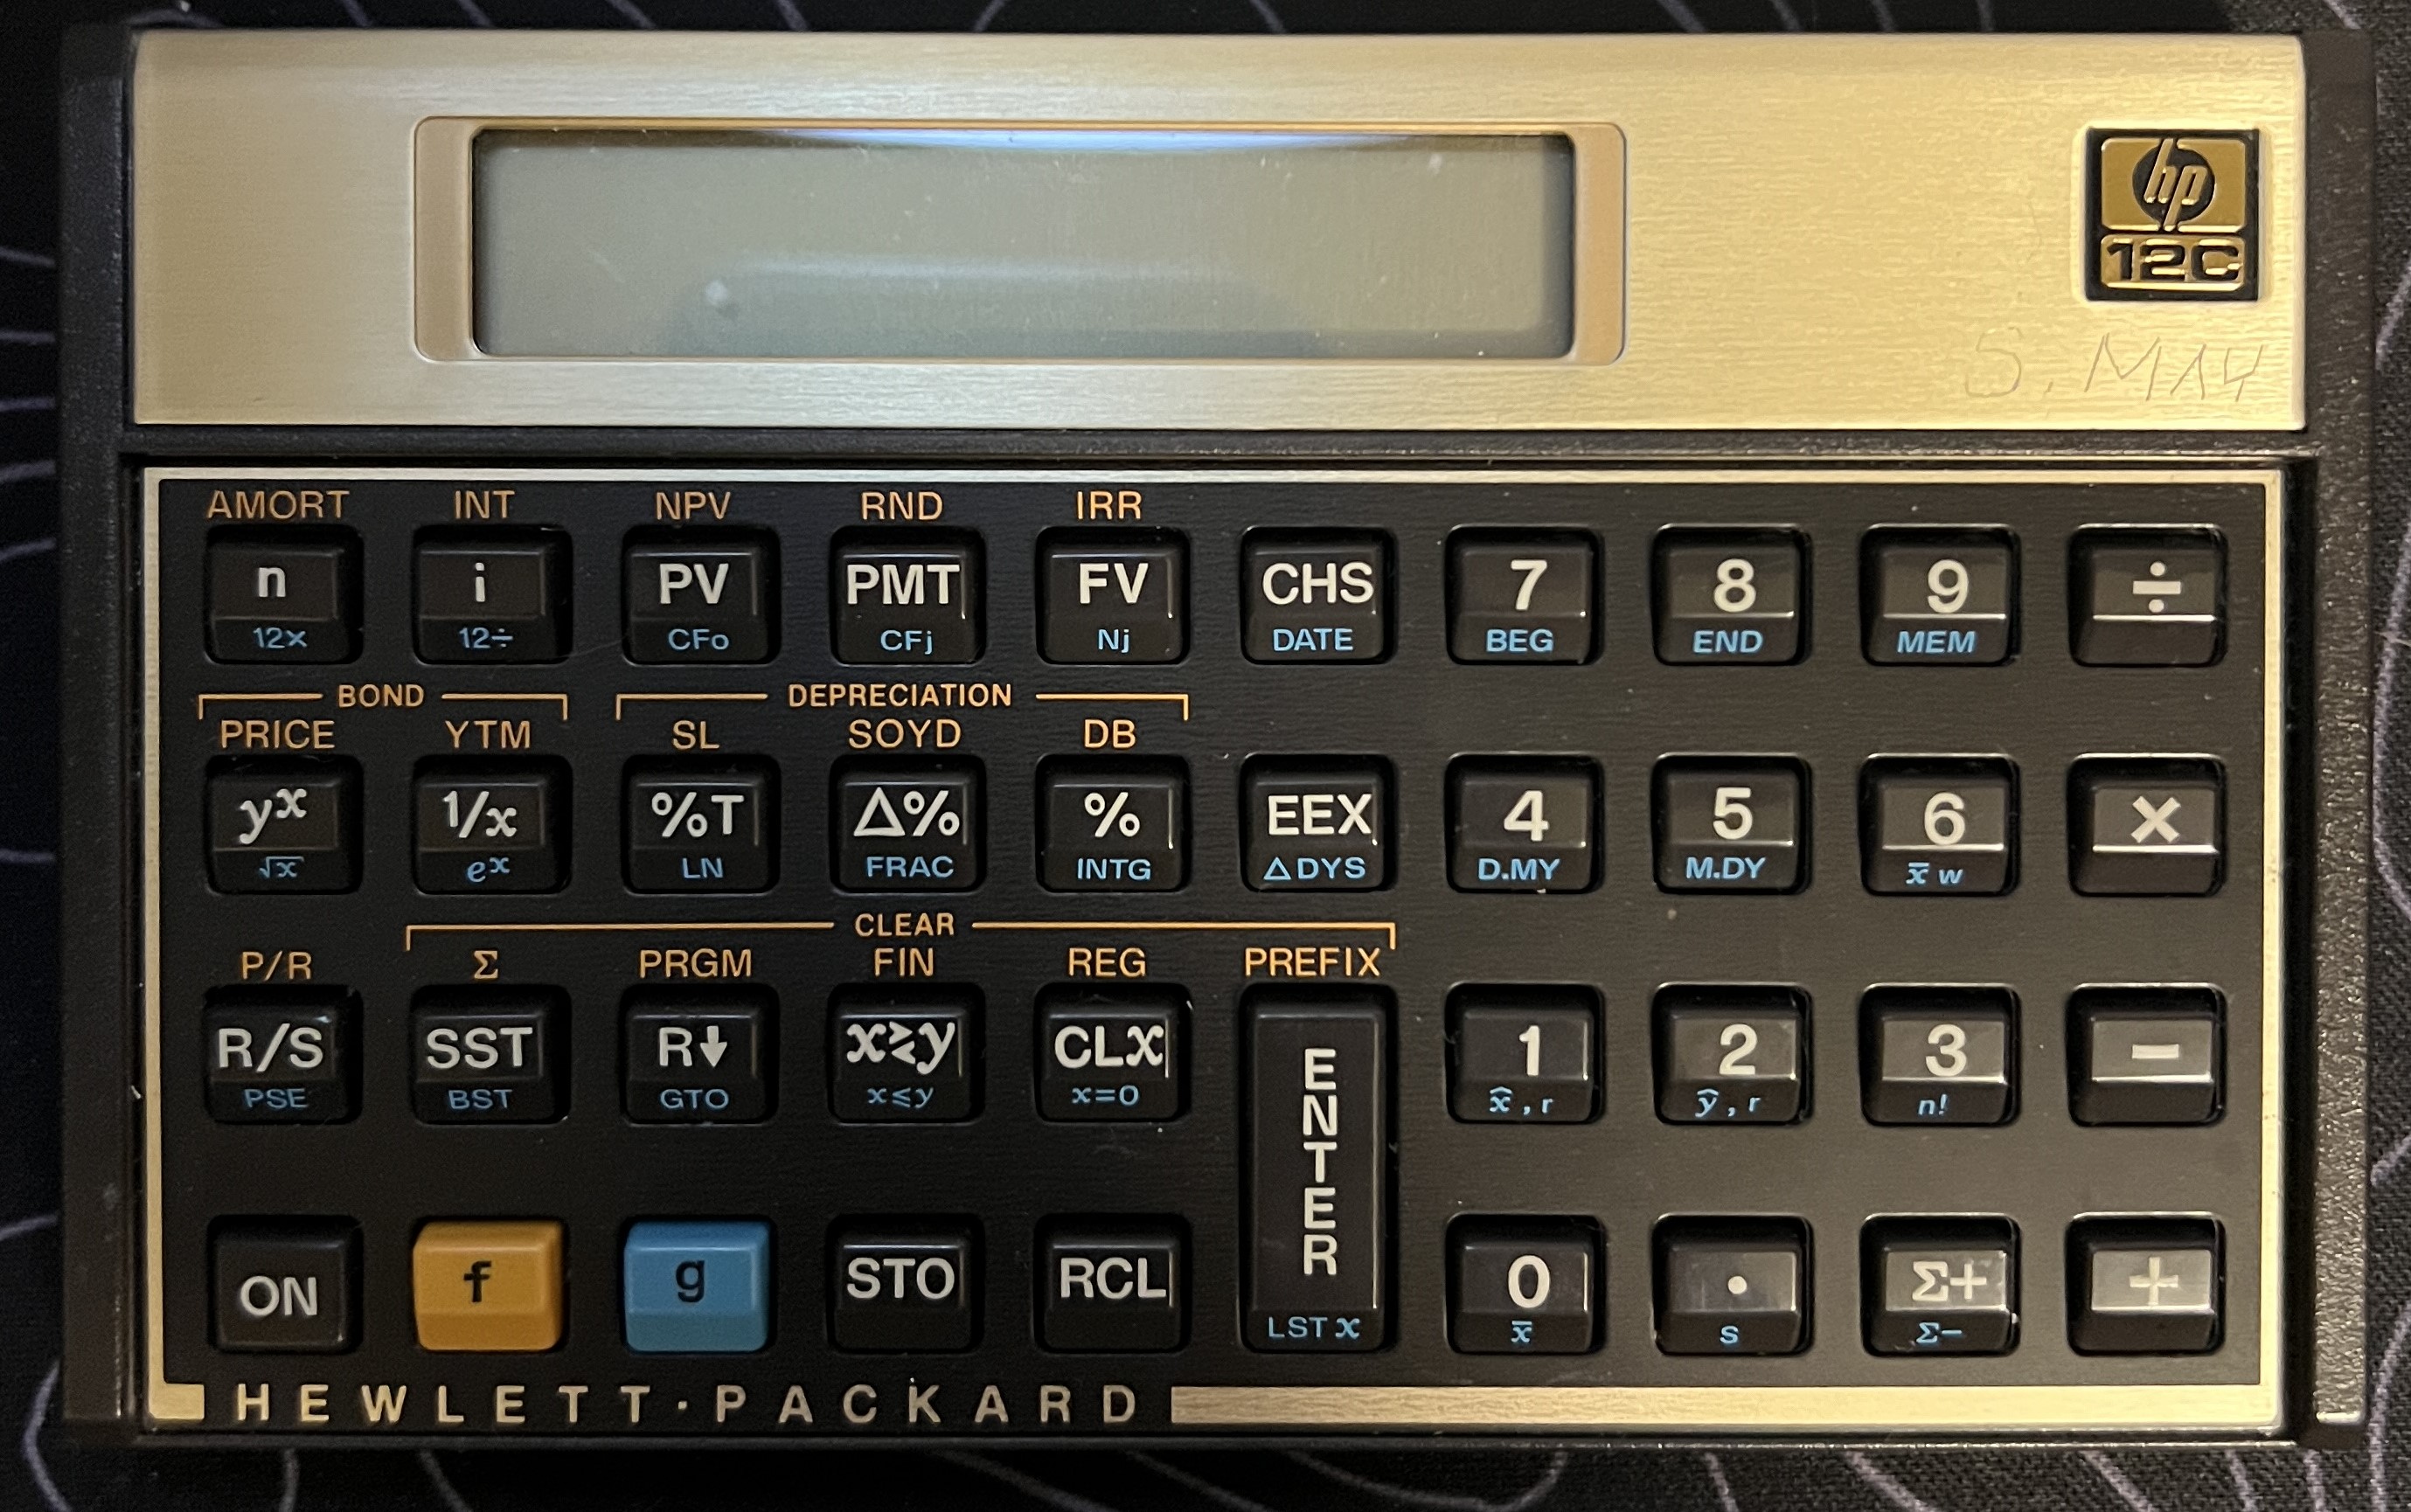 hp
12C
S. MAY
AMORT INT NPV RND IRR
n i PV PMT FV CHS 7 8 9 ÷
12× 12÷ CFo CFj Nj DATE BEG END MEM
BOND DEPRECIATION
PRICE YTM SL SOYD DB
yˣ 1/x %T Δ% % EEX 4 5 6 ×
√x eˣ LN FRAC INTG ΔDYS D.MY M.DY x̅ w
CLEAR
P/R Σ PRGM FIN REG PREFIX
R/S SST R↓ x≷y CLx ENTER 1 2 3 −
PSE BST GTO x≤y x=0 x̂,r ŷ,r n!
ON f g STO RCL 0 . Σ+ +
LST x x̅ s Σ−
HEWLETT·PACKARD